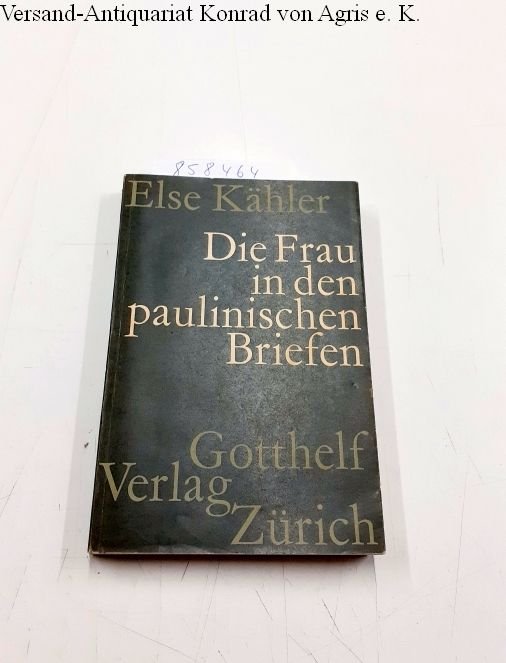 Versand-Antiquariat Konrad von Agris e. K.
858464
Else Kähler
Die Frau
in den
paulinischen
Briefen
Gotthelf
Verlag
Zürich